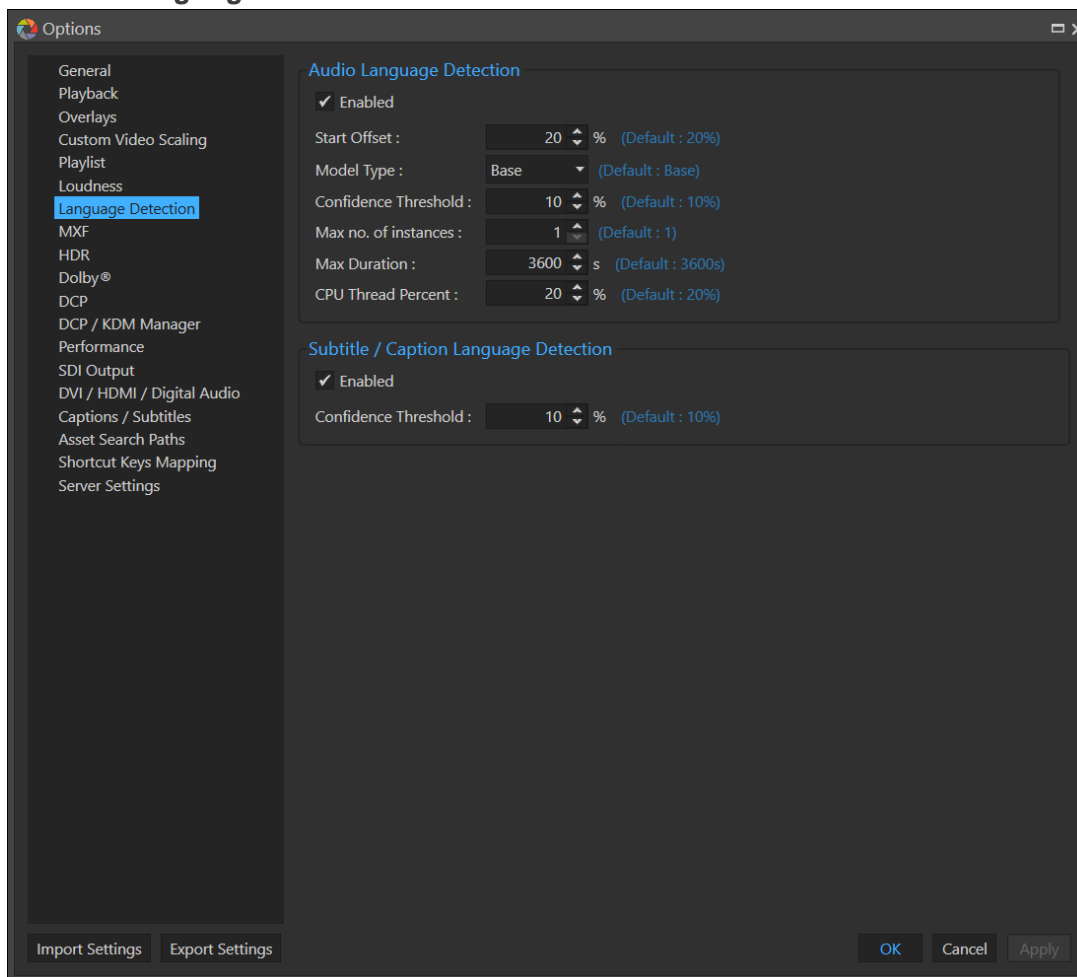 Options
General
Playback
Overlays
Custom Video Scaling
Playlist
Loudness
Language Detection
MXF
HDR
Dolby®
DCP
DCP / KDM Manager
Performance
SDI Output
DVI / HDMI / Digital Audio
Captions / Subtitles
Asset Search Paths
Shortcut Keys Mapping
Server Settings
Audio Language Detection
Enabled
Start Offset : 20 % (Default : 20%)
Model Type : Base (Default : Base)
Confidence Threshold : 10 % (Default : 10%)
Max no. of instances : 1 (Default : 1)
Max Duration : 3600 s (Default : 3600s)
CPU Thread Percent : 20 % (Default : 20%)
Subtitle / Caption Language Detection
Enabled
Confidence Threshold : 10 % (Default : 10%)
Import Settings Export Settings OK Cancel Apply